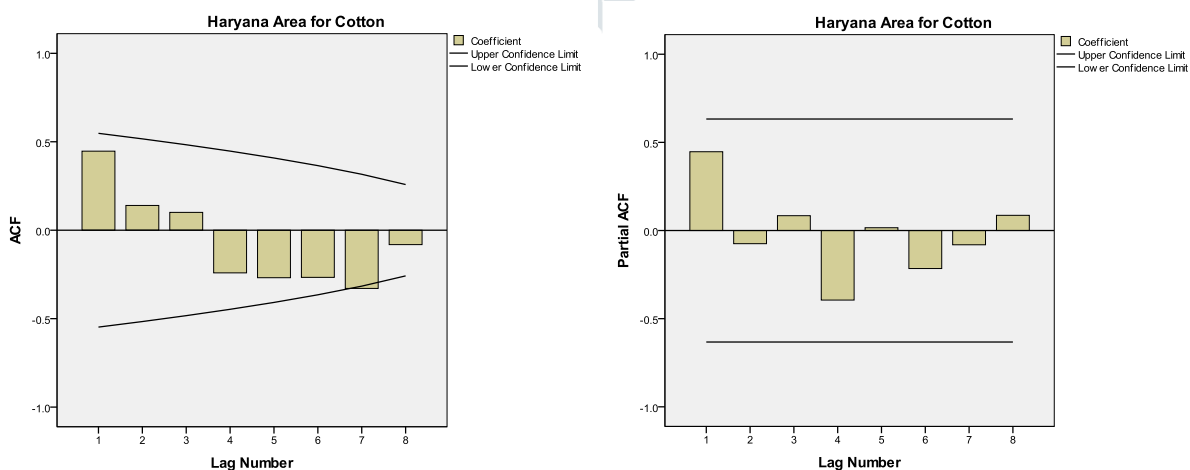 Haryana Area for Cotton
Coefficient
Upper Confidence Limit
Lower Confidence Limit
1.0
0.5
0.0
-0.5
-1.0
ACF
1 2 3 4 5 6 7 8
Lag Number
Haryana Area for Cotton
Coefficient
Upper Confidence Limit
Lower Confidence Limit
1.0
0.5
0.0
-0.5
-1.0
Partial ACF
1 2 3 4 5 6 7 8
Lag Number